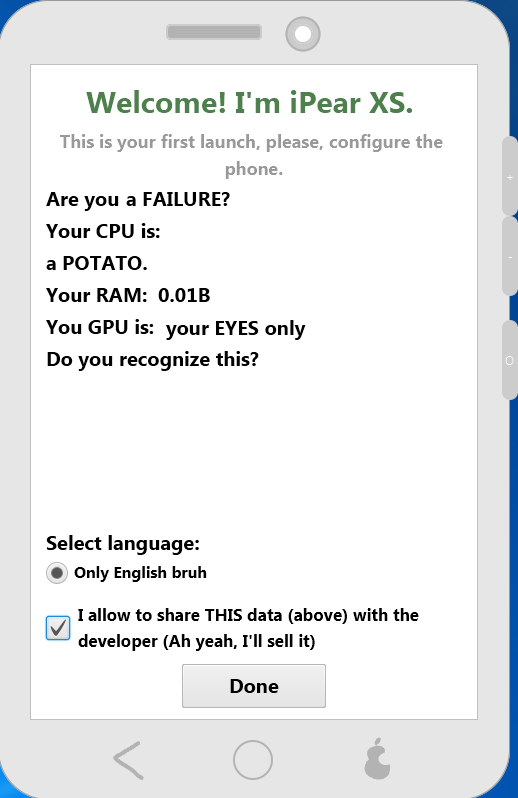 Welcome! I'm iPear XS.
This is your first launch, please, configure the
phone.
Are you a FAILURE?
Your CPU is:
a POTATO.
Your RAM: 0.01B
You GPU is: your EYES only
Do you recognize this?
Select language:
Only English bruh
I allow to share THIS data (above) with the
developer (Ah yeah, I'll sell it)
Done
+
-
O